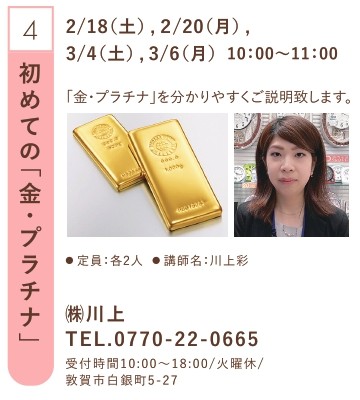 4
初めての「金・プラチナ」
2/18(土), 2/20(月),
3/4(土), 3/6(月) 10:00〜11:00
「金・プラチナ」を分かりやすくご説明致します。
●定員:各2人 ●講師名:川上彩
㈱川上
TEL.0770-22-0665
受付時間10:00〜18:00/火曜休/
敦賀市白銀町5-27